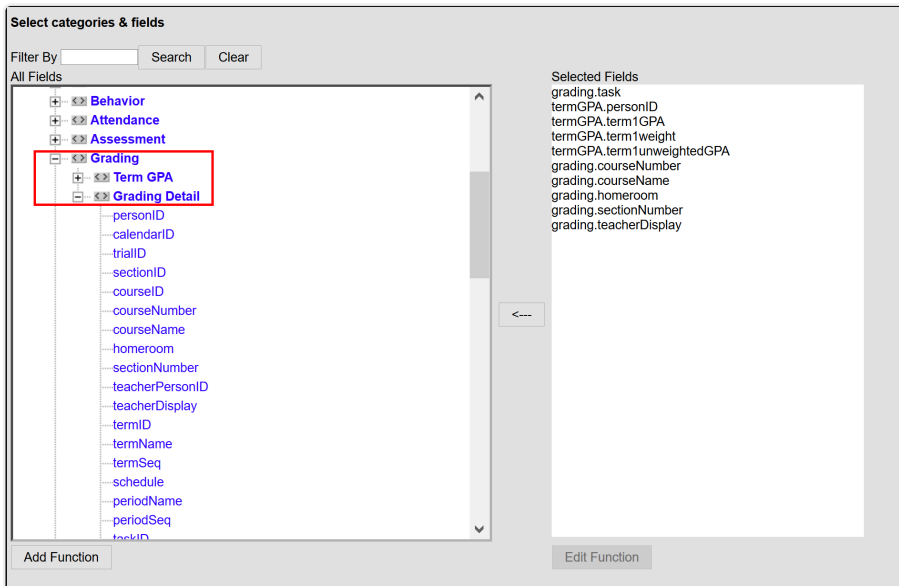 Select categories & fields
Filter By
Search
Clear
All Fields
Behavior
Attendance
Assessment
Grading
Term GPA
Grading Detail
personID
calendarID
trialID
sectionID
courseID
courseNumber
courseName
homeroom
sectionNumber
teacherPersonID
teacherDisplay
termID
termName
termSeq
schedule
periodName
periodSeq
taskID
Add Function
<---
Selected Fields
grading.task
termGPA.personID
termGPA.term1GPA
termGPA.term1weight
termGPA.term1unweightedGPA
grading.courseNumber
grading.courseName
grading.homeroom
grading.sectionNumber
grading.teacherDisplay
Edit Function